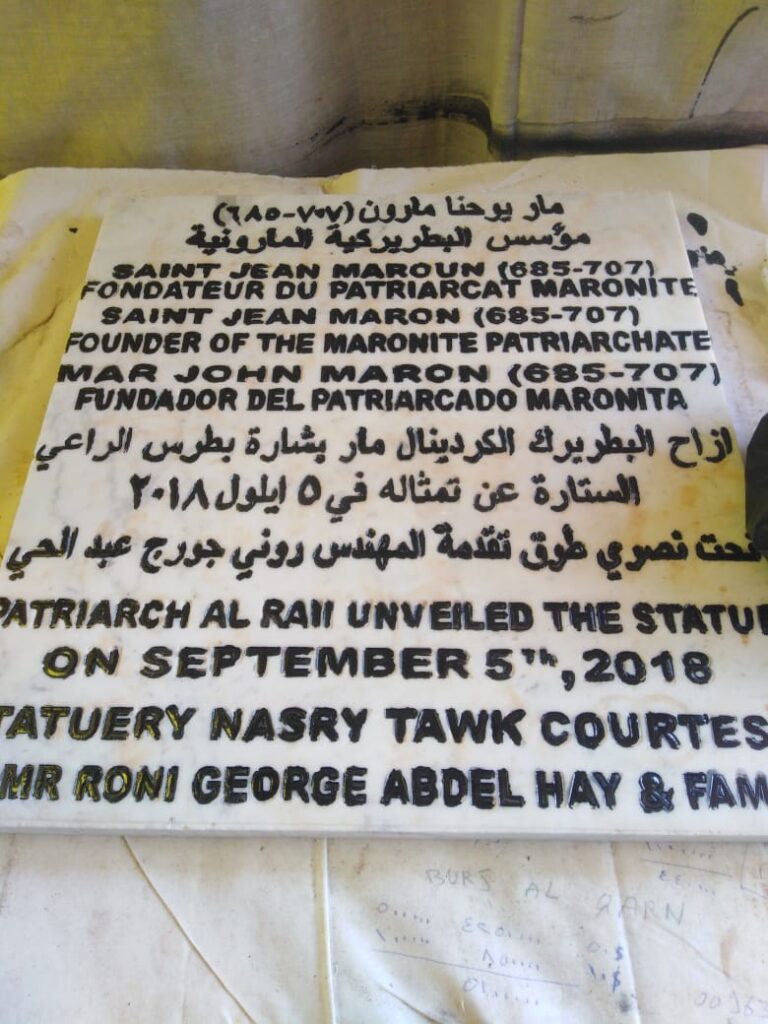 مار يوحنا مارون (٦٨٥-٧٠٧)
مؤسس البطريركية المارونية
SAINT JEAN MAROUN (685-707)
FONDATEUR DU PATRIARCAT MARONITE
SAINT JEAN MARON (685-707)
FOUNDER OF THE MARONITE PATRIARCHATE
MAR JOHN MARON (685-707)
FUNDADOR DEL PATRIARCADO MARONITA
ازاح البطريرك الكردينال مار بشارة بطرس الراعي
الستارة عن تمثاله في ٥ ايلول ٢٠١٨
نحت نصري طوق تقدمة المهندس روني جورج عبد الحي
PATRIARCH AL RAII UNVEILED THE STATU
ON SEPTEMBER 5TH, 2018
TATUERY NASRY TAWK COURTES
MR RONI GEORGE ABDEL HAY & FAM
BURJ AL QARN